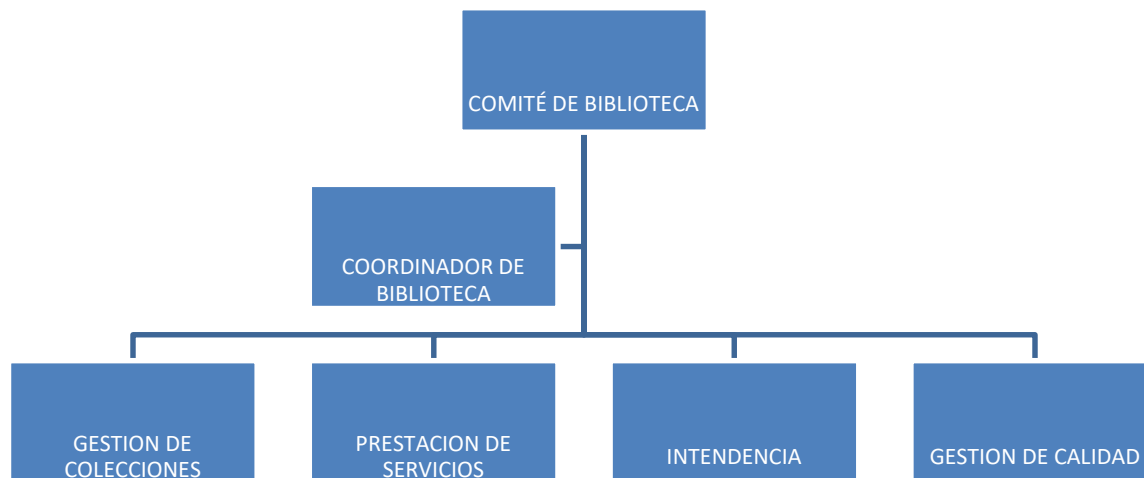 COMITÉ DE BIBLIOTECA
COORDINADOR DE
BIBLIOTECA
GESTION DE
COLECCIONES
PRESTACION DE
SERVICIOS
INTENDENCIA
GESTION DE CALIDAD